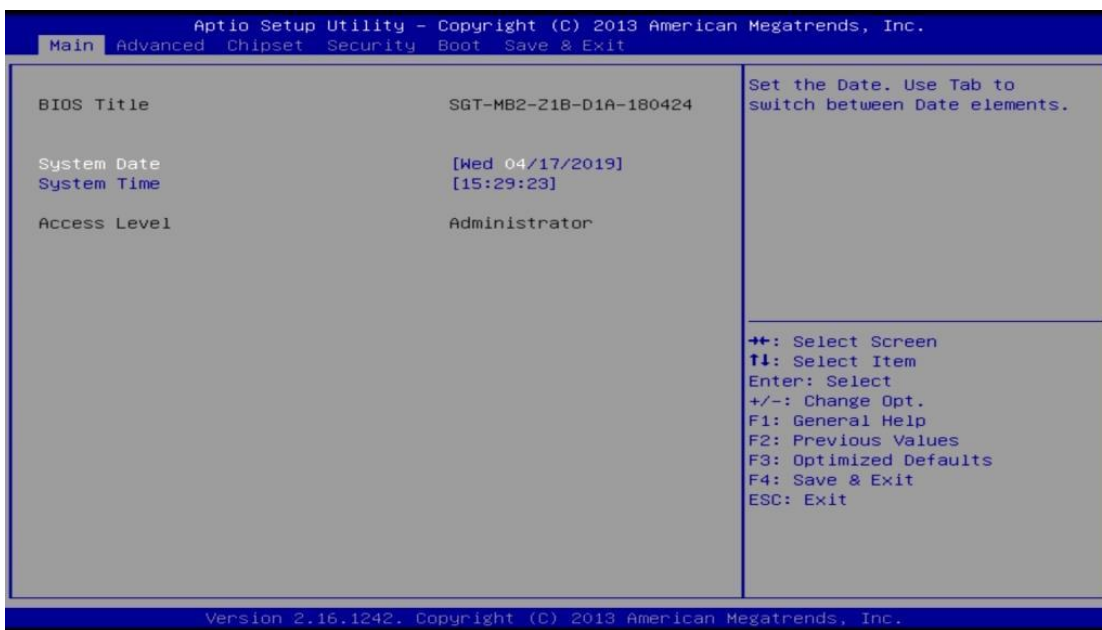 Aptio Setup Utility – Copyright (C) 2013 American Megatrends, Inc.
Main Advanced Chipset Security Boot Save & Exit
BIOS Title SGT-MB2-Z1B-D1A-180424
System Date [Wed 04/17/2019]
System Time [15:29:23]
Access Level Administrator
Set the Date. Use Tab to
switch between Date elements.
→←: Select Screen
↑↓: Select Item
Enter: Select
+/-: Change Opt.
F1: General Help
F2: Previous Values
F3: Optimized Defaults
F4: Save & Exit
ESC: Exit
Version 2.16.1242. Copyright (C) 2013 American Megatrends, Inc.